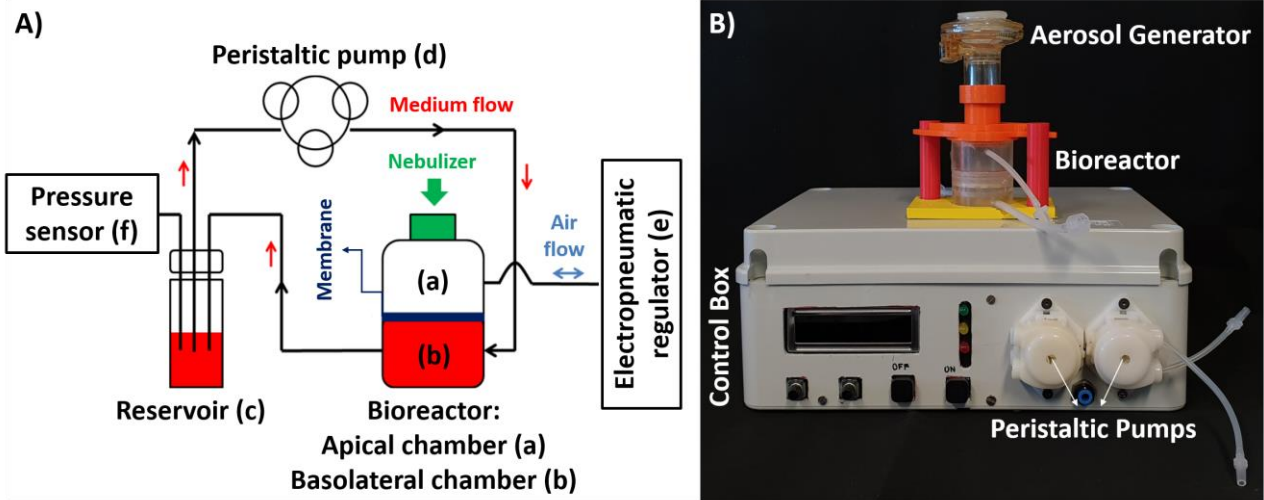 A)
Peristaltic pump (d)
Medium flow
Nebulizer
Pressure
sensor (f)
Membrane
(a)
(b)
Air
flow
Electropneumatic
regulator (e)
Reservoir (c)
Bioreactor:
Apical chamber (a)
Basolateral chamber (b)
B)
Aerosol Generator
Bioreactor
Control Box
OFF
ON
Peristaltic Pumps